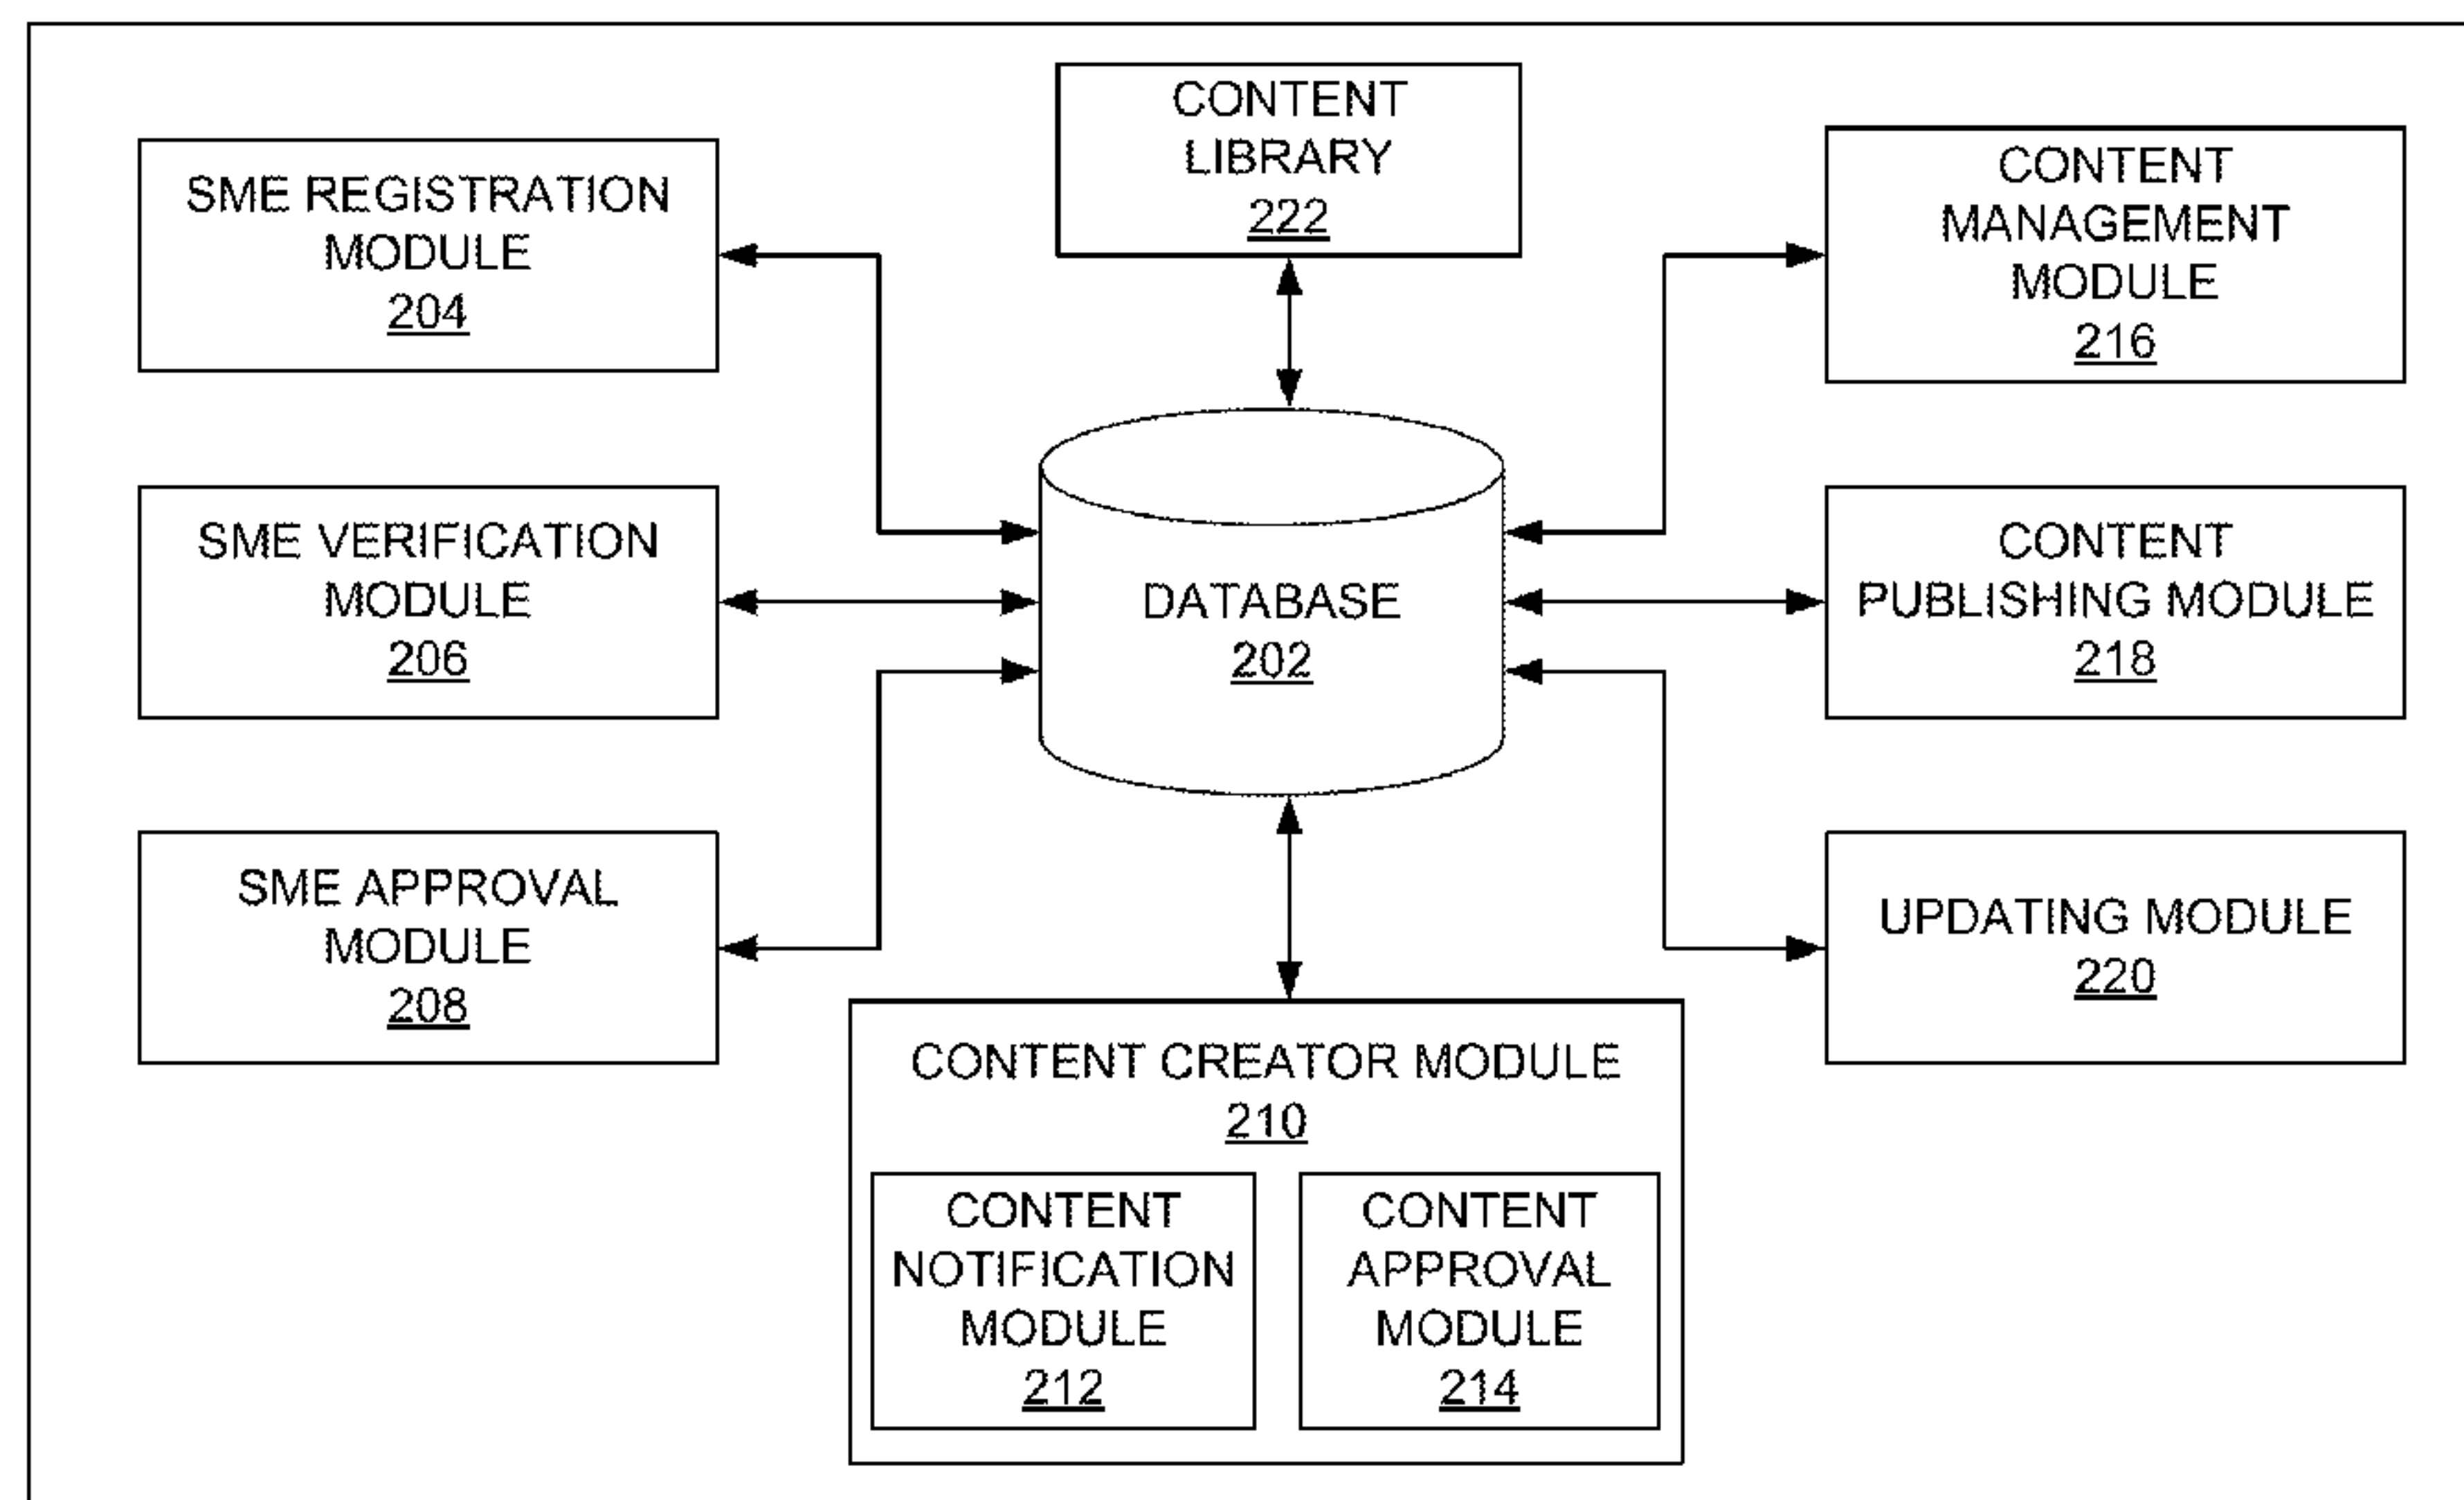 CONTENT
LIBRARY
222
SME REGISTRATION
MODULE
204
CONTENT
MANAGEMENT
MODULE
216
SME VERIFICATION
MODULE
206
DATABASE
202
CONTENT
PUBLISHING MODULE
218
SME APPROVAL
MODULE
208
UPDATING MODULE
220
CONTENT CREATOR MODULE
210
CONTENT
NOTIFICATION
MODULE
212
CONTENT
APPROVAL
MODULE
214